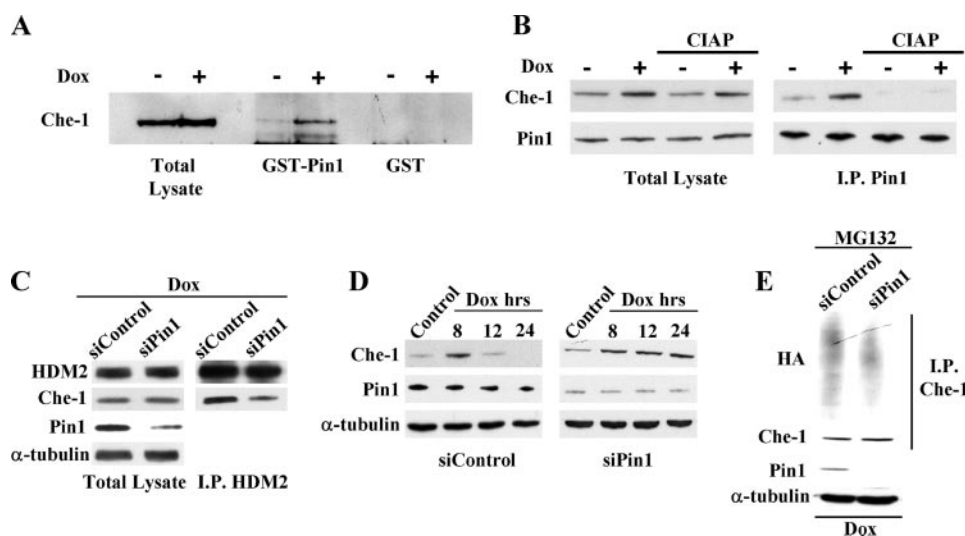 A
Dox - + - + - +
Che-1
Total Lysate GST-Pin1 GST
B
CIAP CIAP
Dox - + - + - + - +
Che-1
Pin1
Total Lysate I.P. Pin1
C
Dox
siControl siPin1 siControl siPin1
HDM2
Che-1
Pin1
α-tubulin
Total Lysate I.P. HDM2
D
Control Dox hrs Control Dox hrs
8 12 24 8 12 24
Che-1
Pin1
α-tubulin
siControl siPin1
E
MG132
siControl siPin1
HA
I.P.
Che-1
Che-1
Pin1
α-tubulin
Dox